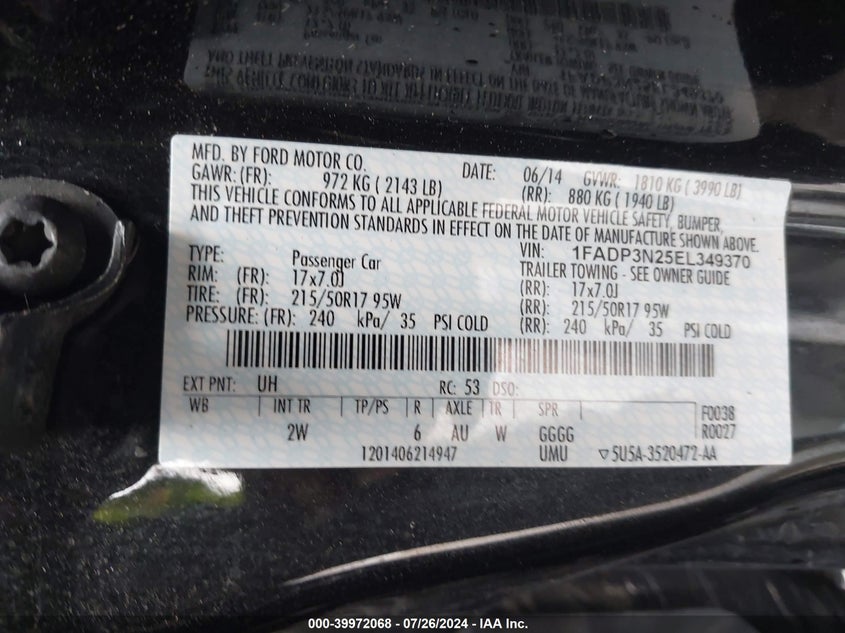 MFD. BY FORD MOTOR CO. DATE: 06/14 GVWR: 1810 KG ( 3990 LB)
GAWR:(FR): 972 KG ( 2143 LB) (RR): 880 KG ( 1940 LB)
THIS VEHICLE CONFORMS TO ALL APPLICABLE FEDERAL MOTOR VEHICLE SAFETY, BUMPER,
AND THEFT PREVENTION STANDARDS IN EFFECT ON THE DATE OF MANUFACTURE SHOWN ABOVE.
VIN: 1FADP3N25EL349370
TYPE: Passenger Car TRAILER TOWING - SEE OWNER GUIDE
RIM: (FR): 17x7.0J (RR): 17x7.0J
TIRE: (FR): 215/50R17 95W (RR): 215/50R17 95W
PRESSURE: (FR): 240 kPa/ 35 PSI COLD (RR): 240 kPa/ 35 PSI COLD
EXT PNT: UH RC: 53 DSO:
WB INT TR TP/PS R AXLE TR SPR F0038
2W 6 AU W GGGG R0027
1201406214947 UMU ▽5U5A-3520472-AA
000-39972068 - 07/26/2024 - IAA Inc.